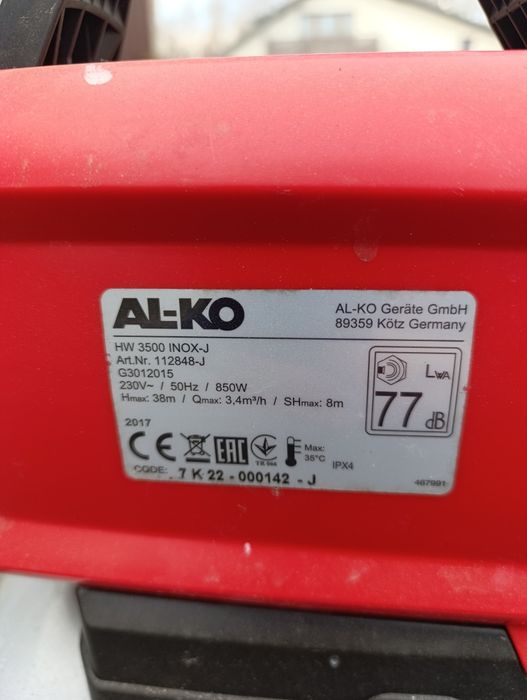 AL-KO
AL-KO Geräte GmbH
89359 Kötz Germany
HW 3500 INOX-J
Art.Nr. 112848-J
G3012015
230V~ / 50Hz / 850W
Hmax: 38m / Qmax: 3,4m³/h / SHmax: 8m
LWA
77 dB
2017
CE
EAC
TR 066
Max:
35°C
IPX4
CODE: 7 K 22 - 000142 - J
467991